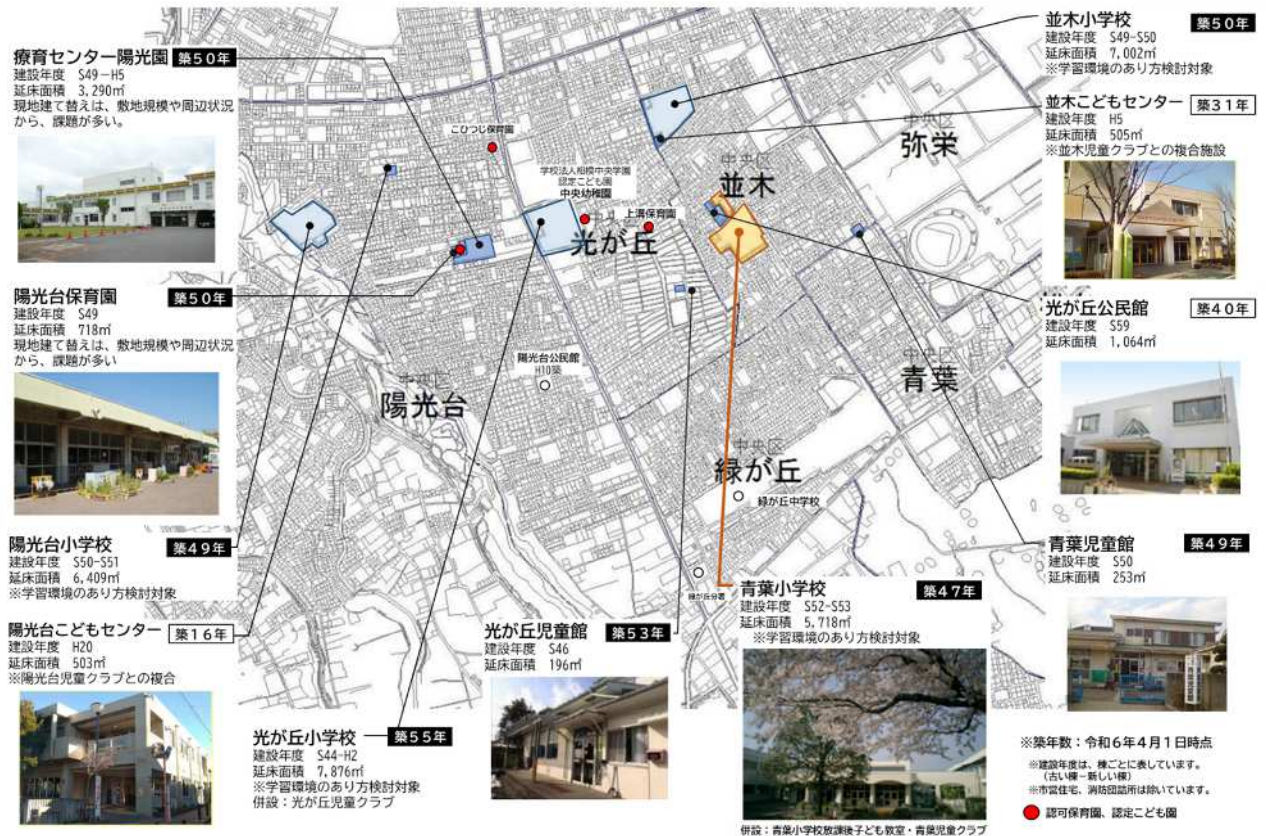 療育センター陽光園 築50年
建設年度 S49-H5
延床面積 3,290㎡
現地建て替えは、敷地規模や周辺状況
から、課題が多い。
陽光台保育園 築50年
建設年度 S49
延床面積 718㎡
現地建て替えは、敷地規模や周辺状況
から、課題が多い
陽光台小学校 築49年
建設年度 S50-S51
延床面積 6,409㎡
※学習環境のあり方検討対象
陽光台こどもセンター 築16年
建設年度 H20
延床面積 503㎡
※陽光台児童クラブとの複合
光が丘小学校 築55年
建設年度 S44-H2
延床面積 7,876㎡
※学習環境のあり方検討対象
併設：光が丘児童クラブ
光が丘児童館 築53年
建設年度 S46
延床面積 196㎡
青葉小学校 築47年
建設年度 S52-S53
延床面積 5,718㎡
※学習環境のあり方検討対象
併設：青葉小学校放課後子ども教室・青葉児童クラブ
並木小学校 築50年
建設年度 S49-S50
延床面積 7,002㎡
※学習環境のあり方検討対象
並木こどもセンター 築31年
建設年度 H5
延床面積 505㎡
※並木児童クラブとの複合施設
光が丘公民館 築40年
建設年度 S59
延床面積 1,064㎡
青葉児童館 築49年
建設年度 S50
延床面積 253㎡
青葉児童館
こひつじ保育園
学校法人相模中央学園
認定こども園
中央幼稚園
上溝保育園
中央区
光が丘
中央区
並木
中央区
弥栄
中央区
青葉
中央区
緑が丘
緑が丘中学校
緑が丘分署
陽光台公民館
H10築
中央区
陽光台
※築年数：令和6年4月1日時点
※建設年度は、棟ごとに表しています。
（古い棟－新しい棟）
※市営住宅、消防団詰所は除いています。
認可保育園、認定こども園